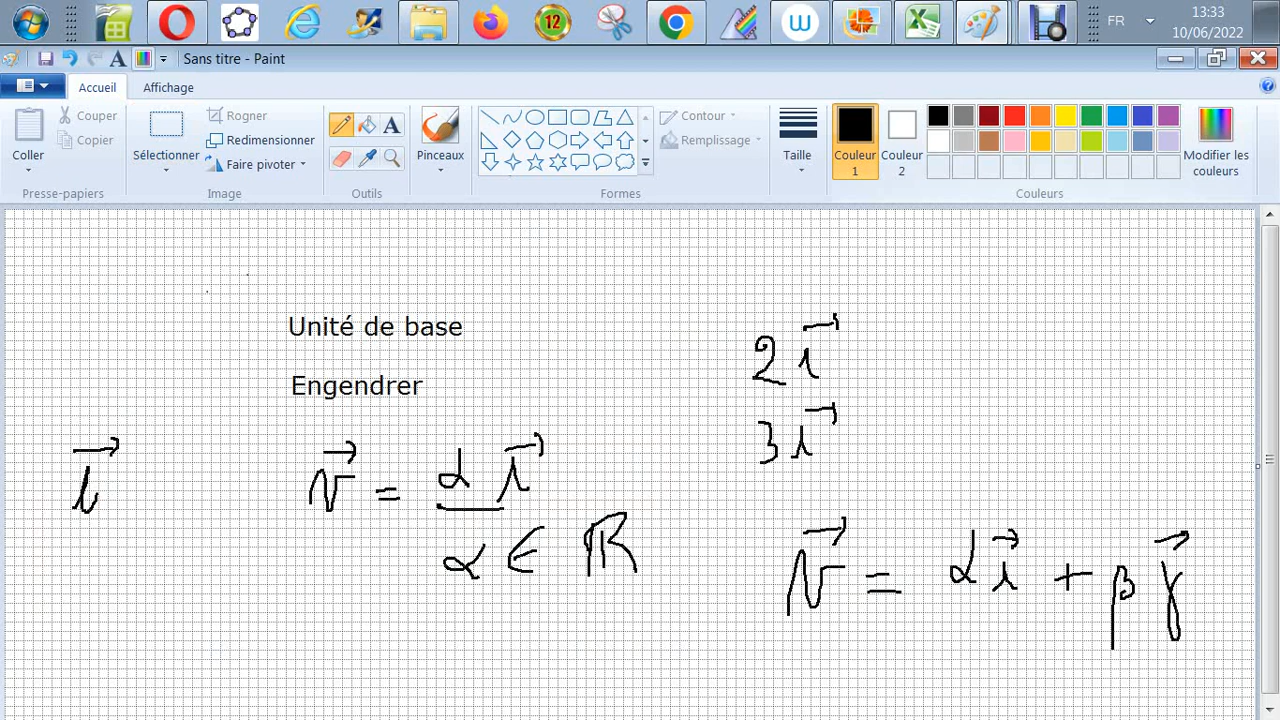 12
W
FR
13:33
10/06/2022
Sans titre - Paint
Accueil
Affichage
Coller
Couper
Copier
Presse-papiers
Sélectionner
Rogner
Redimensionner
Faire pivoter
Image
A
Outils
Pinceaux
Contour
Remplissage
Formes
Taille
Couleur 1
Couleur 2
Modifier les couleurs
Couleurs
Unité de base
Engendrer
2 i⃗
3 i⃗
i⃗
v⃗ = α i⃗
α ∈ ℝ
v⃗ = α i⃗ + β j⃗